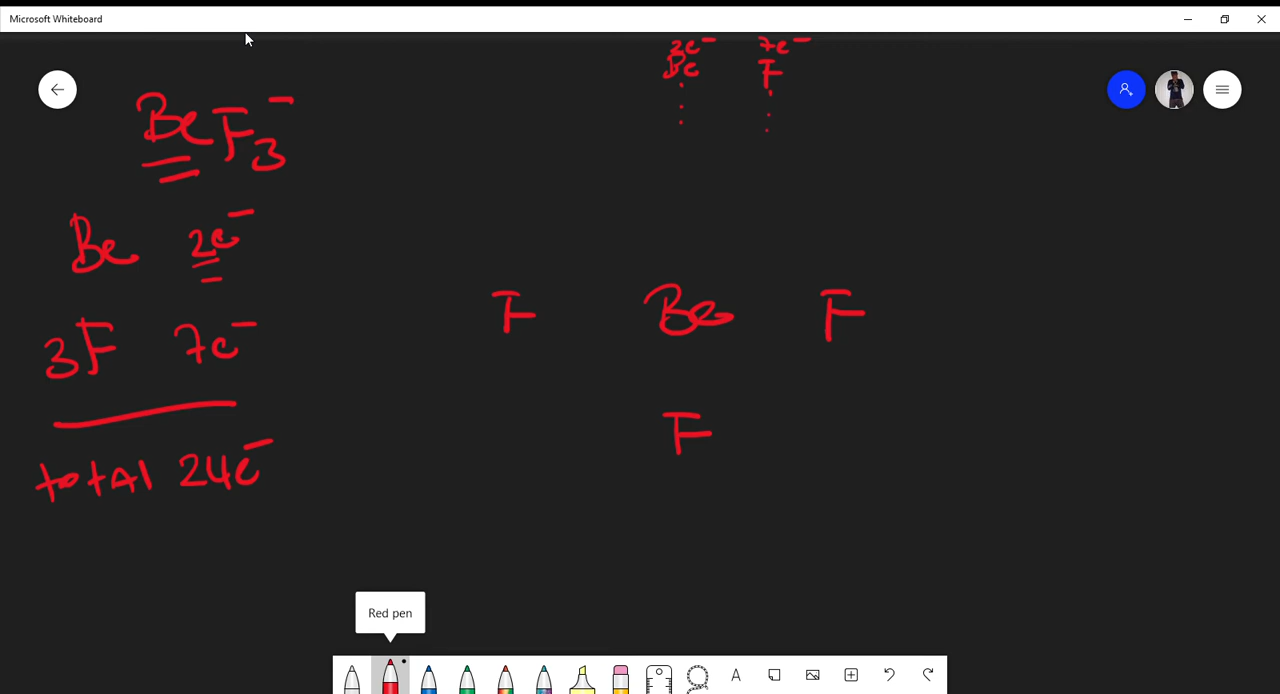 Microsoft Whiteboard
2e⁻ 7e⁻
Be F
BeF₃⁻
Be 2e⁻
F Be F
3F 7e⁻
F
total 24e⁻
Red pen
A